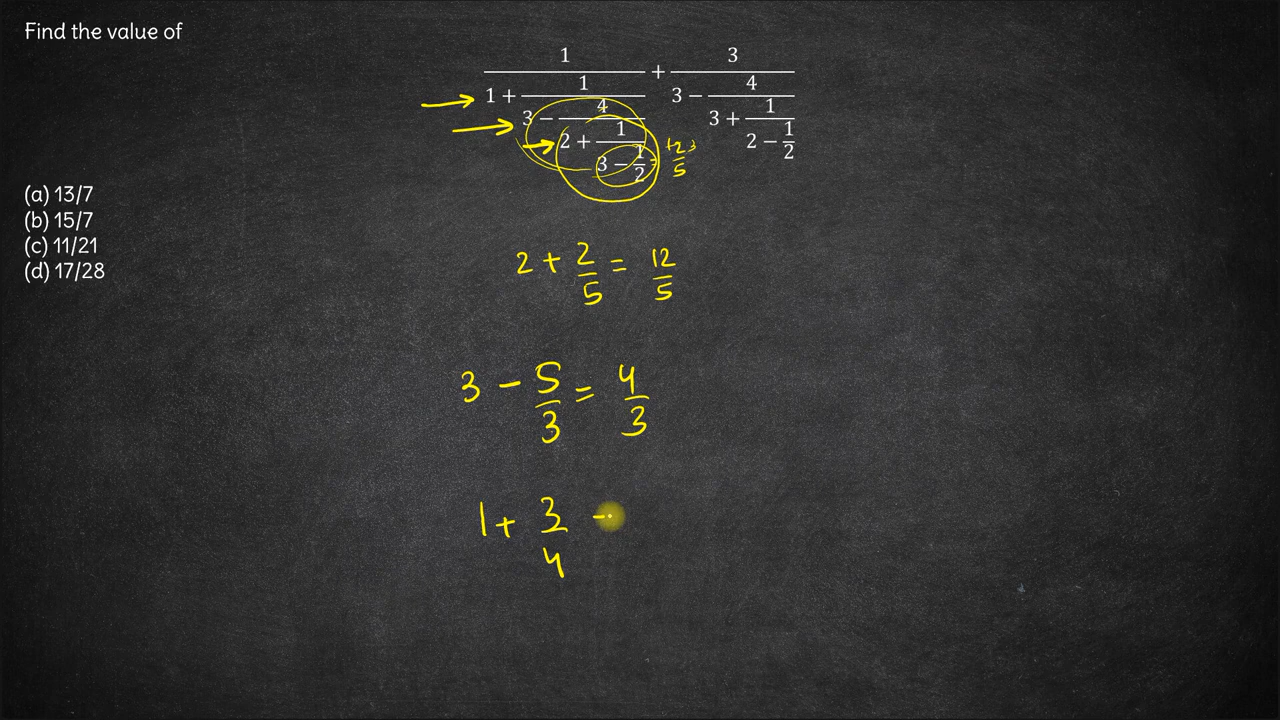 Find the value of
1 / (1 + 1 / (3 − 4 / (2 + 1 / (3 − 1/2)))) + 3 / (3 − 4 / (3 + 1 / (2 − 1/2)))
(a) 13/7
(b) 15/7
(c) 11/21
(d) 17/28
2 + 2/5 = 12/5
3 − 5/3 = 4/3
1 + 3/4 −